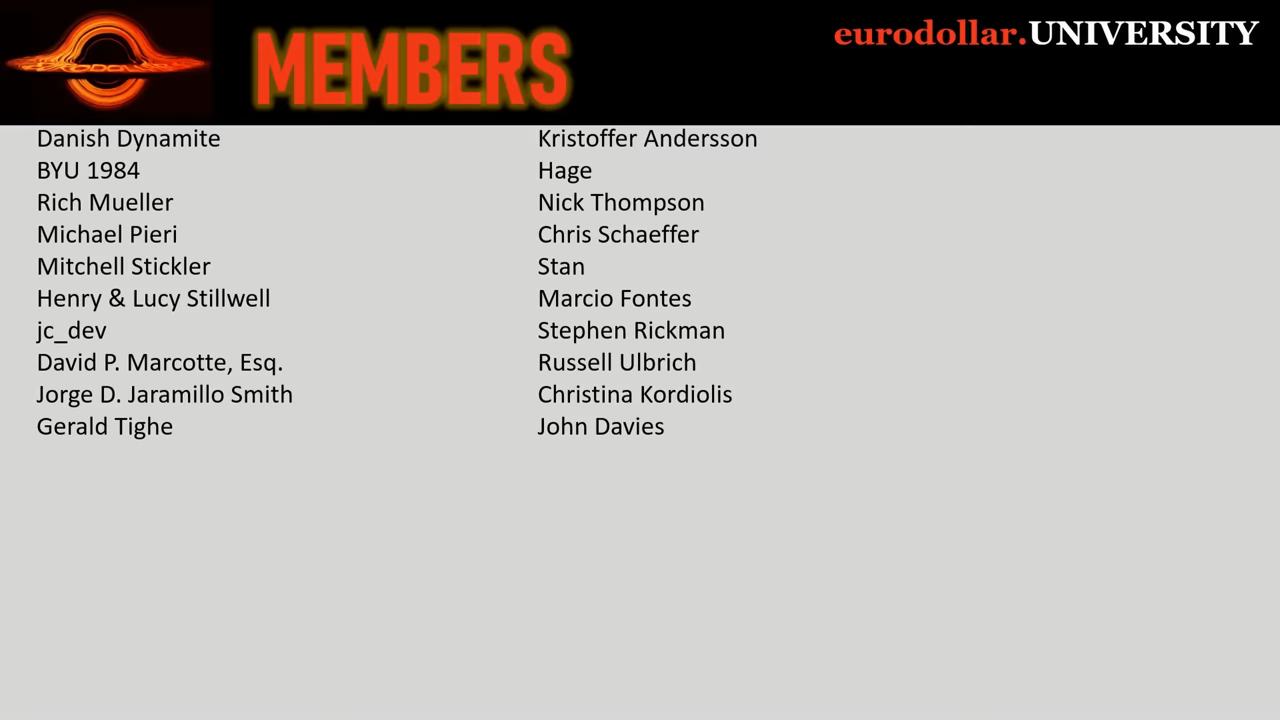 MEMBERS
eurodollar.UNIVERSITY
Danish Dynamite
BYU 1984
Rich Mueller
Michael Pieri
Mitchell Stickler
Henry & Lucy Stillwell
jc_dev
David P. Marcotte, Esq.
Jorge D. Jaramillo Smith
Gerald Tighe
Kristoffer Andersson
Hage
Nick Thompson
Chris Schaeffer
Stan
Marcio Fontes
Stephen Rickman
Russell Ulbrich
Christina Kordiolis
John Davies